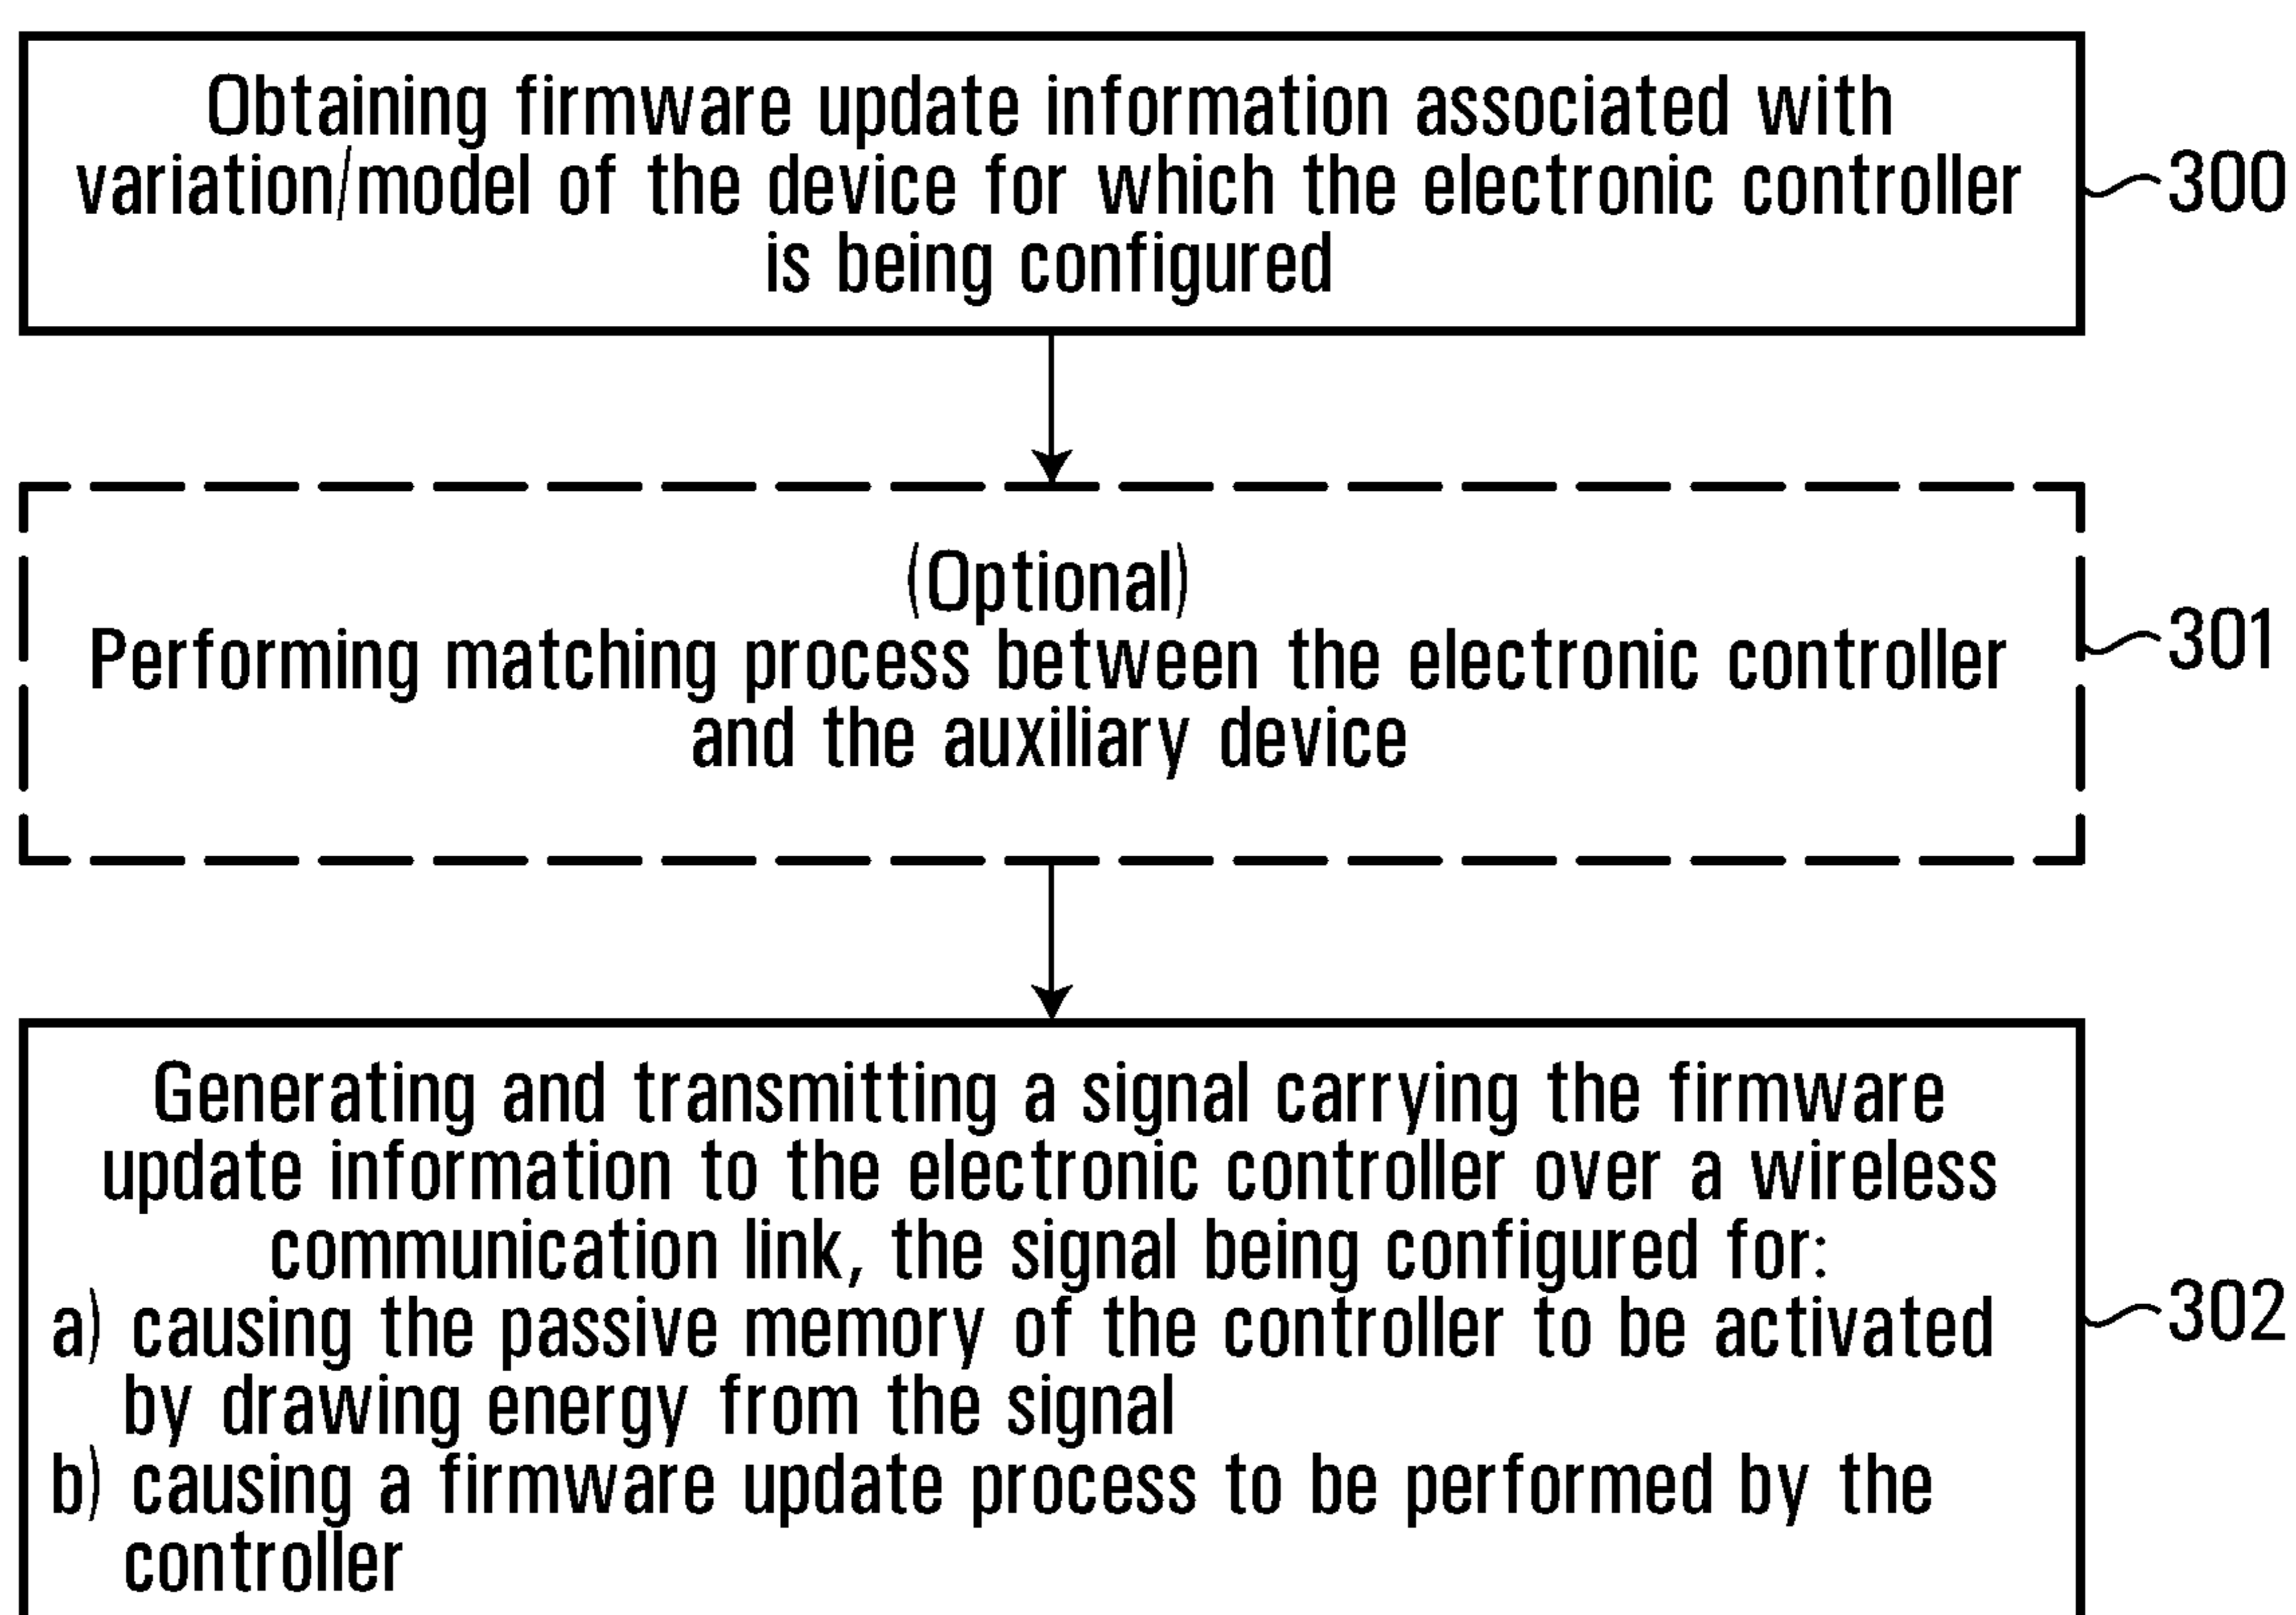 Obtaining firmware update information associated with
variation/model of the device for which the electronic controller
is being configured
300
(Optional)
Performing matching process between the electronic controller
and the auxiliary device
301
Generating and transmitting a signal carrying the firmware
update information to the electronic controller over a wireless
communication link, the signal being configured for:
a) causing the passive memory of the controller to be activated
by drawing energy from the signal
b) causing a firmware update process to be performed by the
controller
302